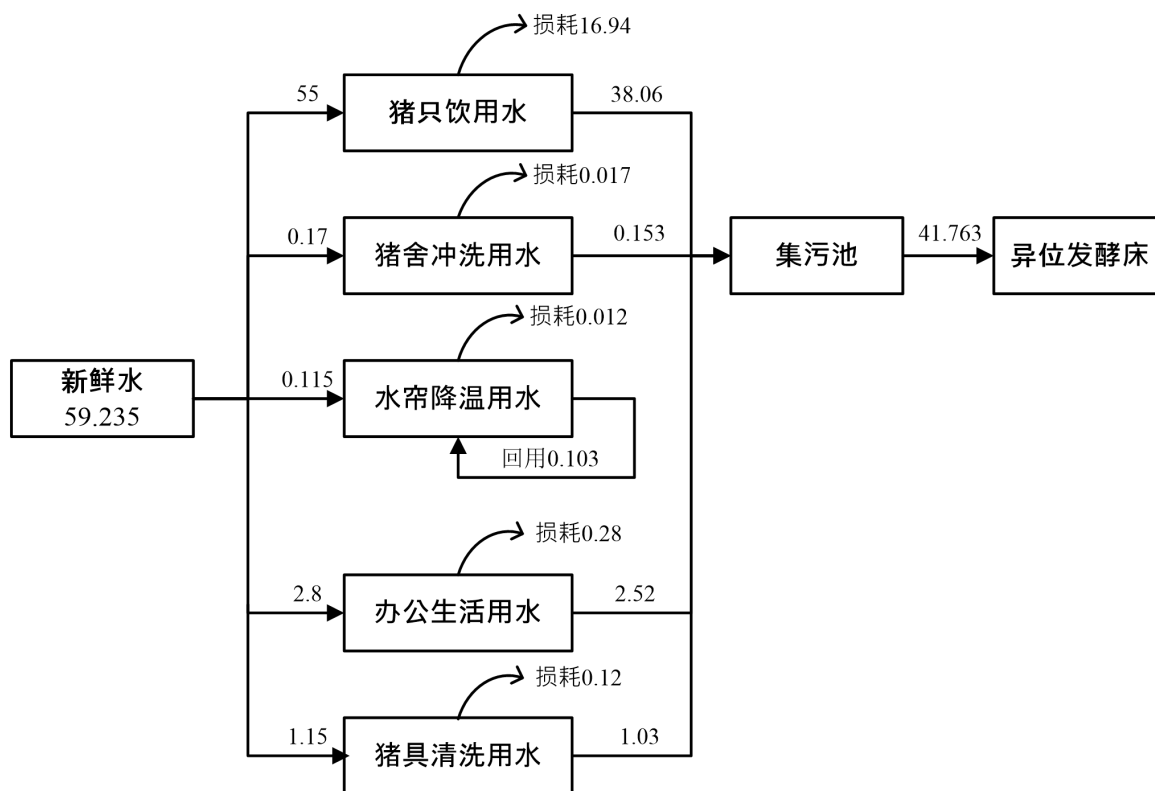 损耗16.94
55
猪只饮用水
38.06
损耗0.017
0.17
猪舍冲洗用水
0.153
集污池
41.763
异位发酵床
损耗0.012
新鲜水
59.235
0.115
水帘降温用水
回用0.103
损耗0.28
2.8
办公生活用水
2.52
损耗0.12
1.15
猪具清洗用水
1.03